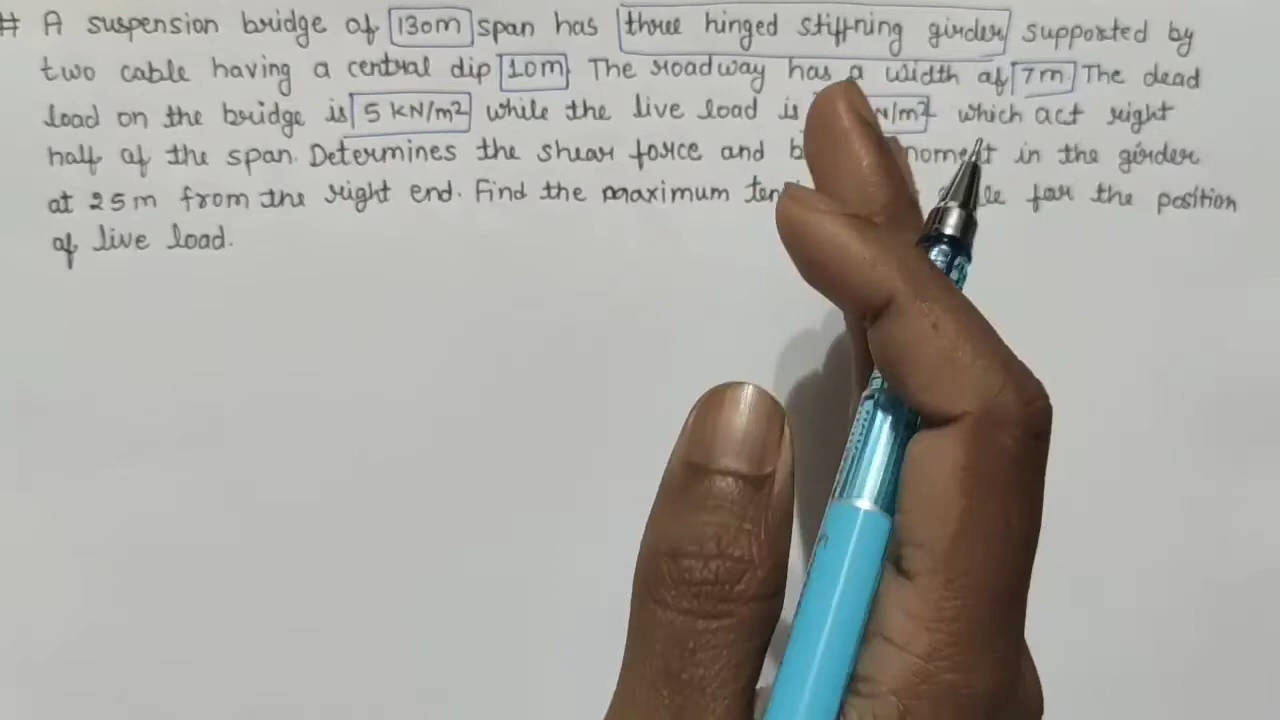 # A suspension bridge of 130m span has three hinged stiffning girder supported by
two cable having a central dip 10m. The roadway has a width of 7m. The dead
load on the bridge is 5 kN/m² while the live load is N/m² which act right
half of the span. Determines the shear force and moment in the girder
at 25m from the right end. Find the maximum for the position
of live load.